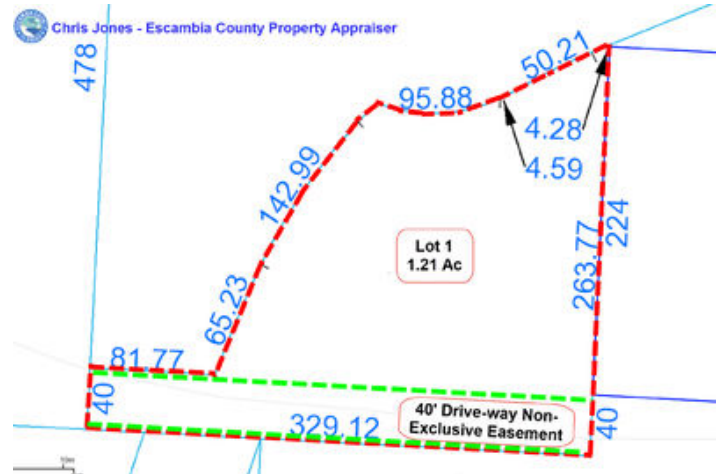 Chris Jones - Escambia County Property Appraiser
478
50.21
95.88
4.28
4.59
142.99
224
263.77
Lot 1
1.21 Ac
65.23
81.77
40
40' Drive-way Non-
Exclusive Easement
40
329.12